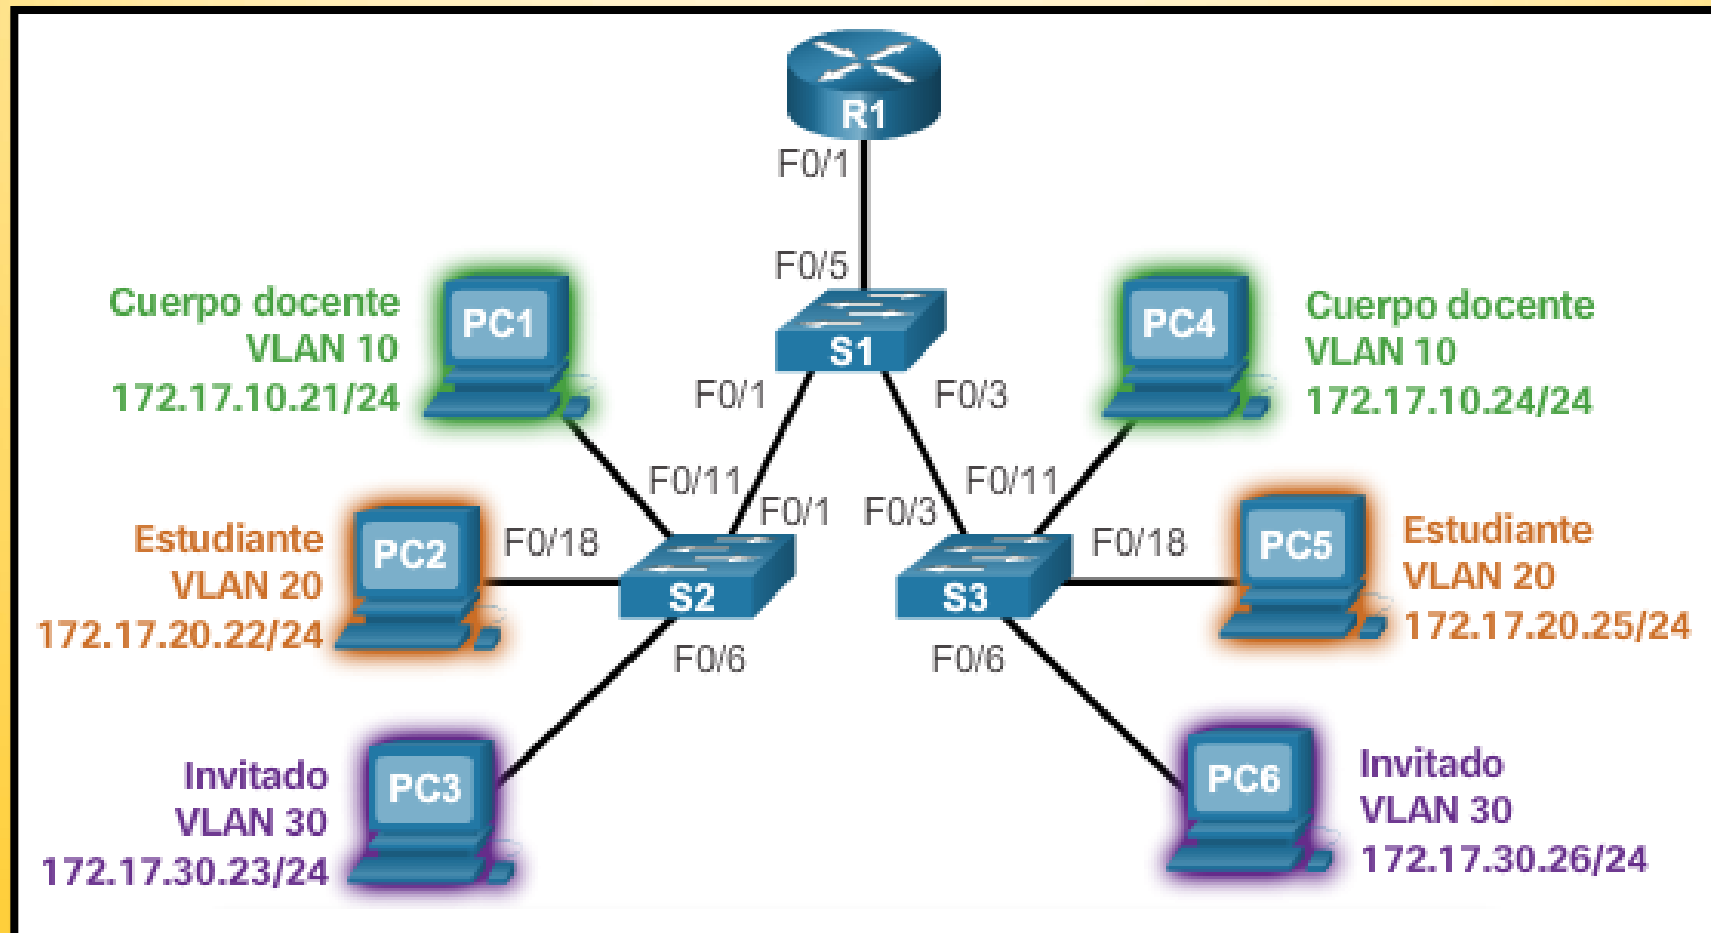 R1
F0/1
F0/5
Cuerpo docente
VLAN 10
172.17.10.21/24
PC1
S1
PC4
Cuerpo docente
VLAN 10
172.17.10.24/24
F0/1
F0/3
F0/11
F0/1
F0/3
F0/11
Estudiante
VLAN 20
172.17.20.22/24
PC2
F0/18
S2
S3
F0/18
PC5
Estudiante
VLAN 20
172.17.20.25/24
F0/6
F0/6
Invitado
VLAN 30
172.17.30.23/24
PC3
PC6
Invitado
VLAN 30
172.17.30.26/24